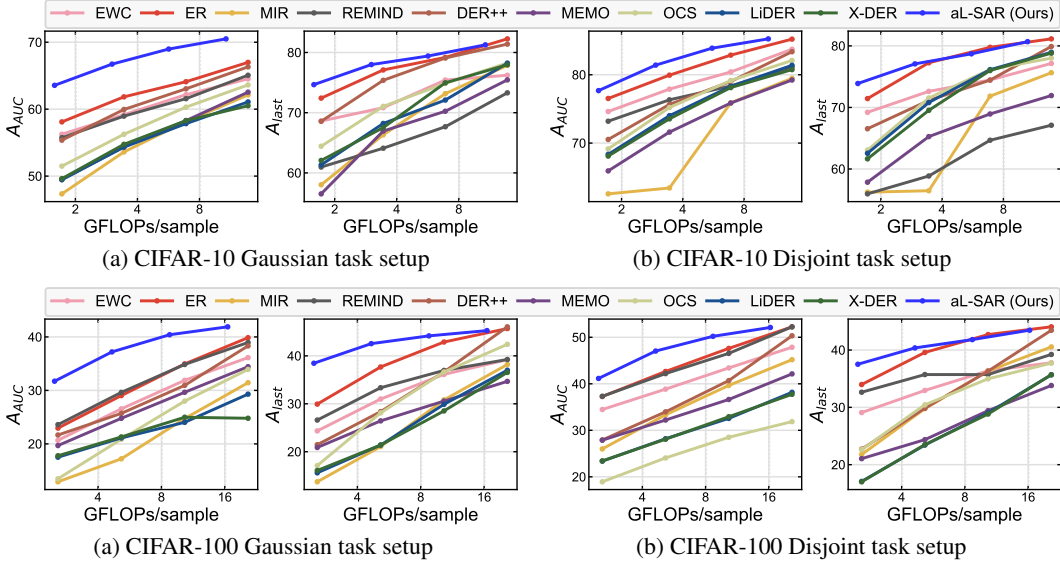 EWC ER MIR REMIND DER++ MEMO OCS LiDER X-DER aL-SAR (Ours)
A_AUC 70 60 50 2 4 8 GFLOPs/sample
A_last 80 70 60 2 4 8 GFLOPs/sample
A_AUC 80 70 2 4 8 GFLOPs/sample
A_last 80 70 60 2 4 8 GFLOPs/sample
(a) CIFAR-10 Gaussian task setup
(b) CIFAR-10 Disjoint task setup
EWC ER MIR REMIND DER++ MEMO OCS LiDER X-DER aL-SAR (Ours)
A_AUC 40 30 20 4 8 16 GFLOPs/sample
A_last 40 30 20 4 8 16 GFLOPs/sample
A_AUC 50 40 30 20 4 8 16 GFLOPs/sample
A_last 40 30 20 4 8 16 GFLOPs/sample
(a) CIFAR-100 Gaussian task setup
(b) CIFAR-100 Disjoint task setup